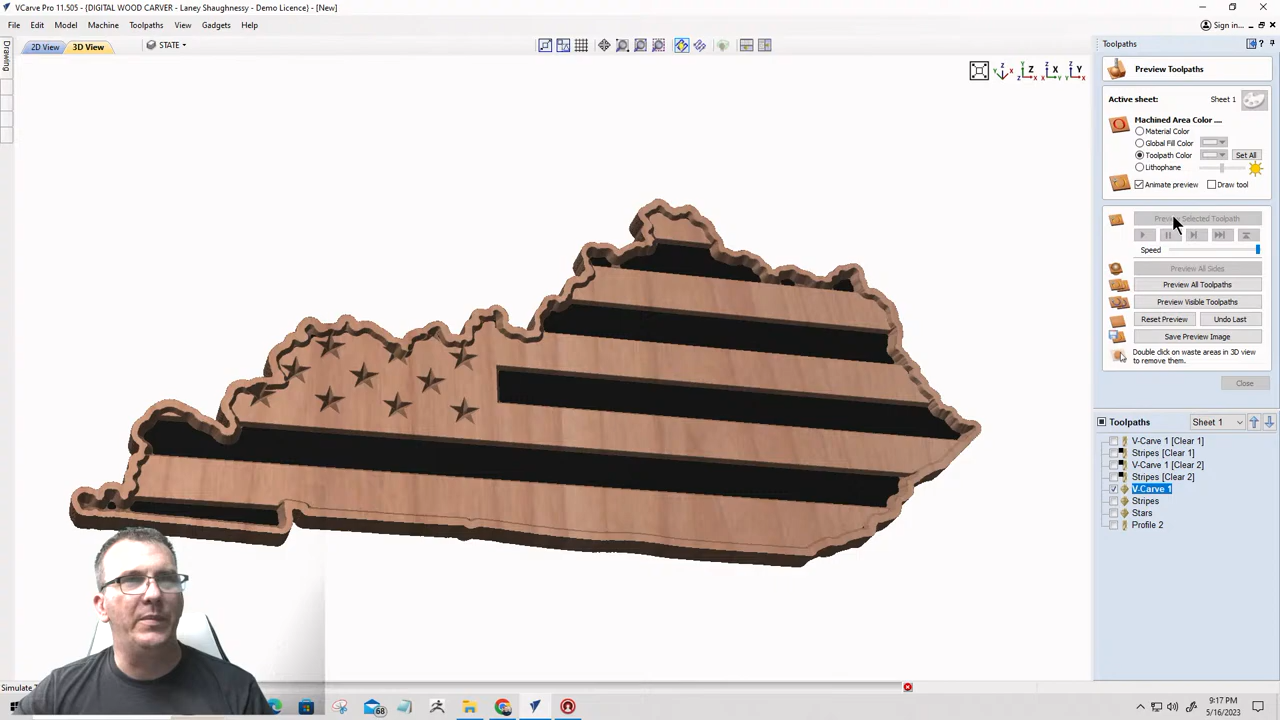 VCarve Pro 11.505 - {DIGITAL WOOD CARVER - Laney Shaughnessy - Demo Licence} - [New]
File Edit Model Machine Toolpaths View Gadgets Help
Sign in...
2D View 3D View STATE
Drawing
Z X Y
Toolpaths
Preview Toolpaths
Active sheet: Sheet 1
Machined Area Color ....
Material Color
Global Fill Color
Toolpath Color Set All
Lithophane
Animate preview Draw tool
Preview Selected Toolpath
Speed
Preview All Sides
Preview All Toolpaths
Preview Visible Toolpaths
Reset Preview Undo Last
Save Preview Image
Double click on waste areas in 3D view
to remove them.
Close
Toolpaths Sheet 1
V-Carve 1 [Clear 1]
Stripes [Clear 1]
V-Carve 1 [Clear 2]
Stripes [Clear 2]
V-Carve 1
Stripes
Stars
Profile 2
68
9:17 PM
5/16/2023